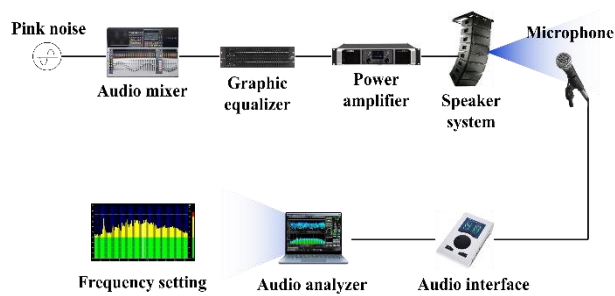 Pink noise
Microphone
Audio mixer
Graphic
equalizer
Power
amplifier
Speaker
system
Frequency setting
Audio analyzer
Audio interface